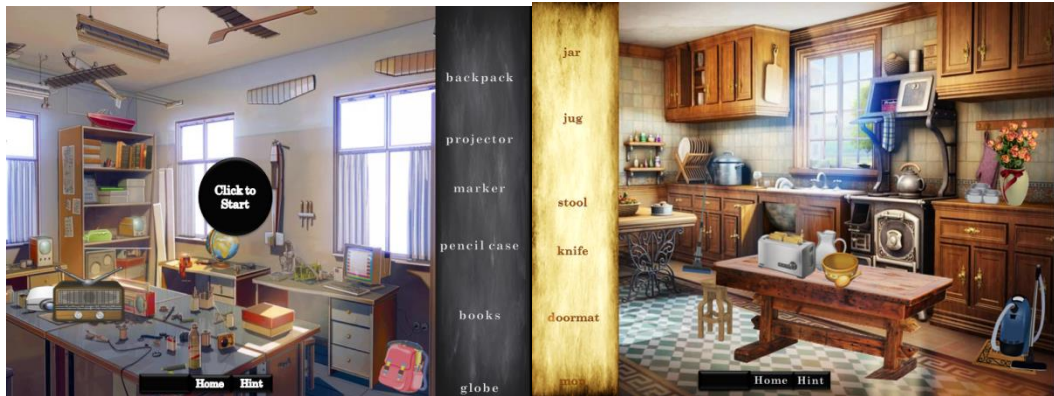 Click to
Start
backpack
projector
marker
pencil case
books
globe
Home Hint
jar
jug
stool
knife
doormat
mop
Home Hint